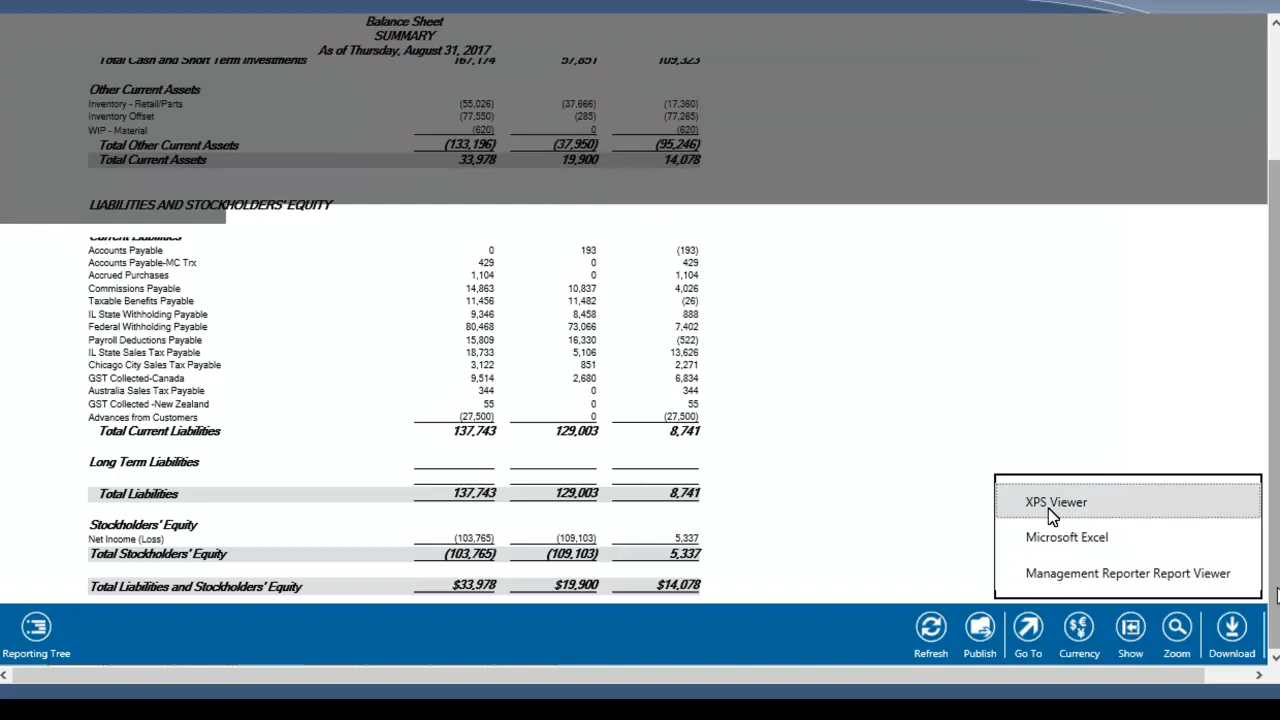 Balance Sheet
SUMMARY
As of Thursday, August 31, 2017
Total Cash and Short Term Investments 167,174 57,851 109,323
Other Current Assets
Inventory - Retail/Parts (55,026) (37,666) (17,360)
Inventory Offset (77,550) (285) (77,265)
WIP - Material (620) 0 (620)
Total Other Current Assets (133,196) (37,950) (95,246)
Total Current Assets 33,978 19,900 14,078
LIABILITIES AND STOCKHOLDERS' EQUITY
Current Liabilities
Accounts Payable 0 193 (193)
Accounts Payable-MC Trx 429 0 429
Accrued Purchases 1,104 0 1,104
Commissions Payable 14,863 10,837 4,026
Taxable Benefits Payable 11,456 11,482 (26)
IL State Withholding Payable 9,346 8,458 888
Federal Withholding Payable 80,468 73,066 7,402
Payroll Deductions Payable 15,809 16,330 (522)
IL State Sales Tax Payable 18,733 5,106 13,626
Chicago City Sales Tax Payable 3,122 851 2,271
GST Collected-Canada 9,514 2,680 6,834
Australia Sales Tax Payable 344 0 344
GST Collected -New Zealand 55 0 55
Advances from Customers (27,500) 0 (27,500)
Total Current Liabilities 137,743 129,003 8,741
Long Term Liabilities
Total Liabilities 137,743 129,003 8,741
Stockholders' Equity
Net Income (Loss) (103,765) (109,103) 5,337
Total Stockholders' Equity (103,765) (109,103) 5,337
Total Liabilities and Stockholders' Equity $33,978 $19,900 $14,078
XPS Viewer
Microsoft Excel
Management Reporter Report Viewer
Reporting Tree Refresh Publish Go To Currency Show Zoom Download